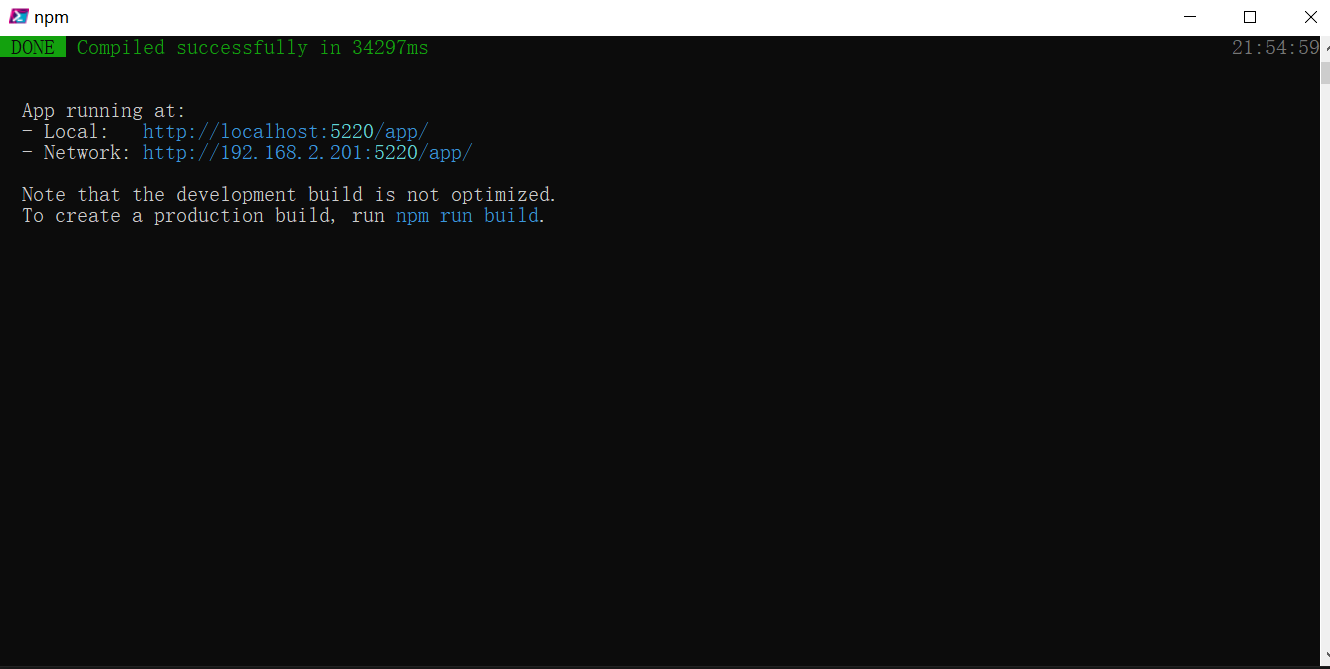 npm
DONE Compiled successfully in 34297ms 21:54:59
App running at:
- Local: http://localhost:5220/app/
- Network: http://192.168.2.201:5220/app/
Note that the development build is not optimized.
To create a production build, run npm run build.